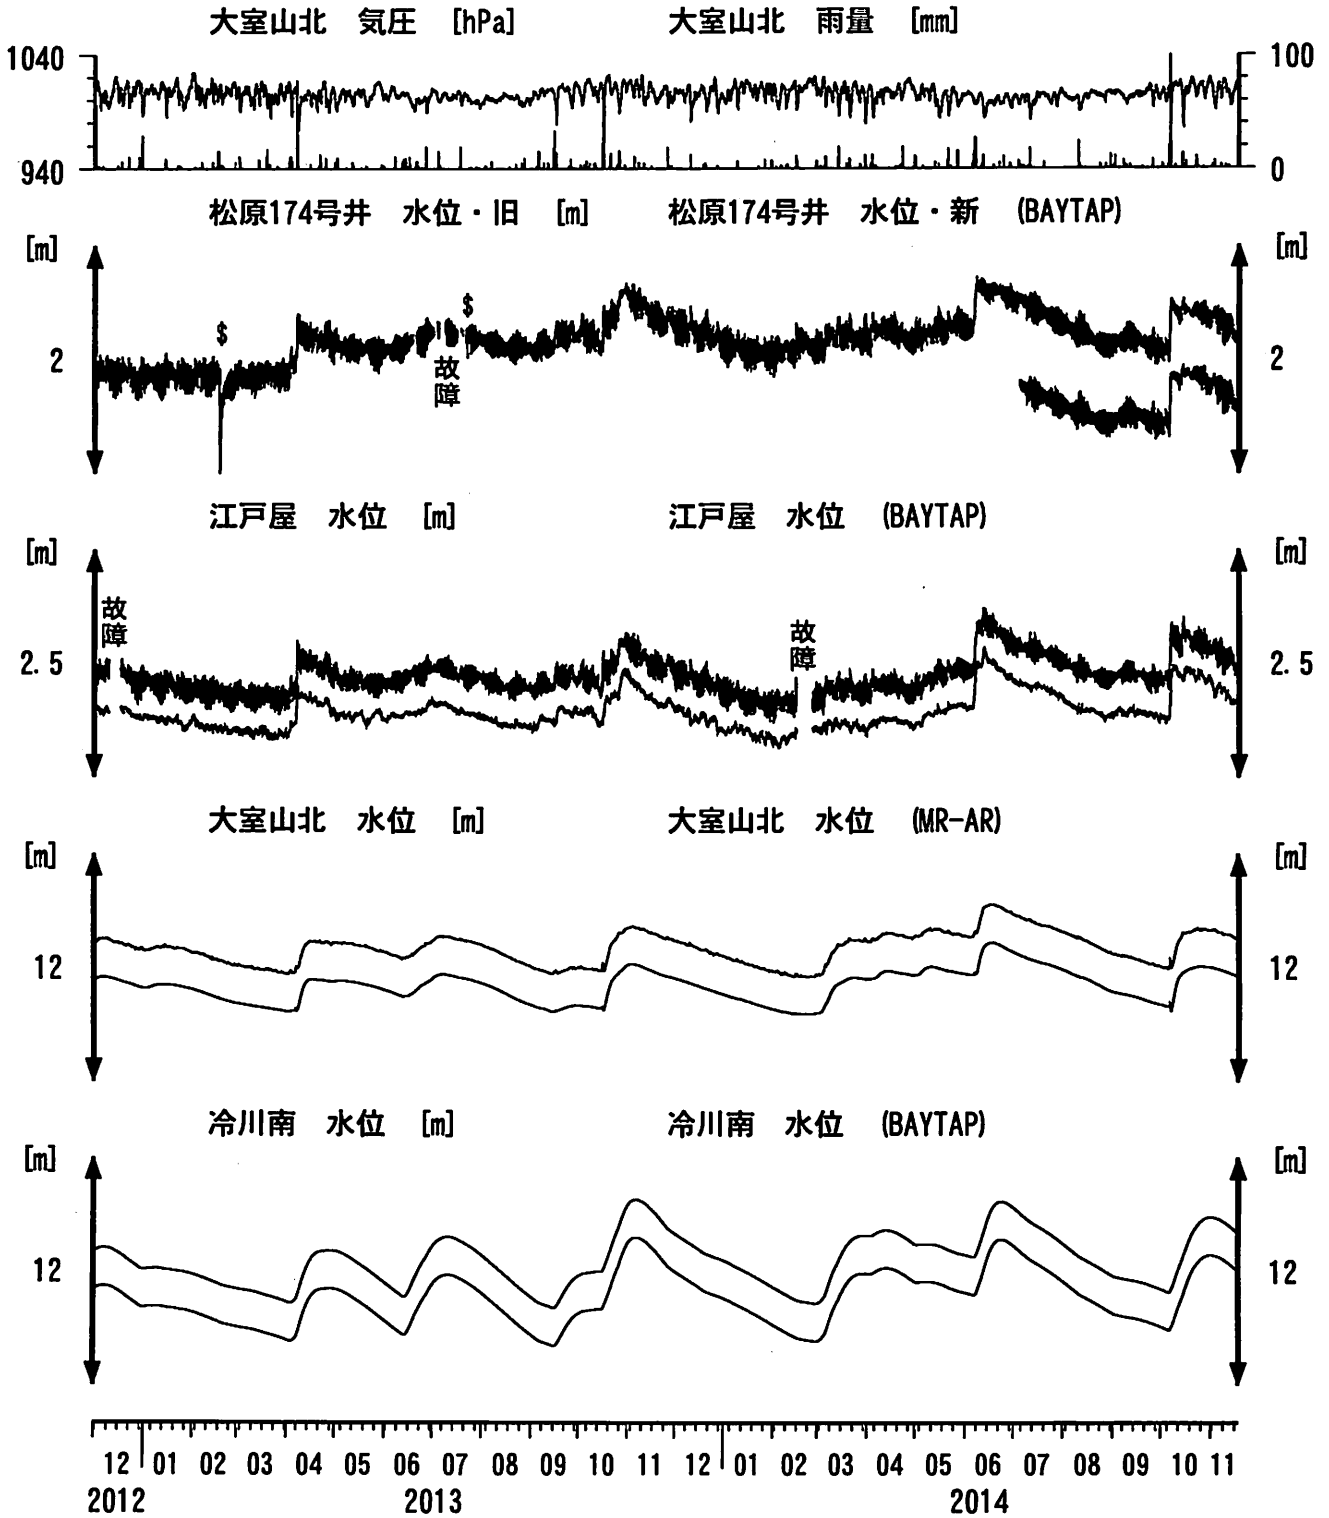 大室山北 気圧 [hPa] 大室山北 雨量 [mm]
1040 100
940 0
松原174号井 水位・旧 [m] 松原174号井 水位・新 (BAYTAP)
[m] [m]
$ $
2 2
故障
江戸屋 水位 [m] 江戸屋 水位 (BAYTAP)
[m] [m]
故障 故障
2.5 2.5
大室山北 水位 [m] 大室山北 水位 (MR-AR)
[m] [m]
12 12
冷川南 水位 [m] 冷川南 水位 (BAYTAP)
[m] [m]
12 12
12 01 02 03 04 05 06 07 08 09 10 11 12 01 02 03 04 05 06 07 08 09 10 11
2012 2013 2014